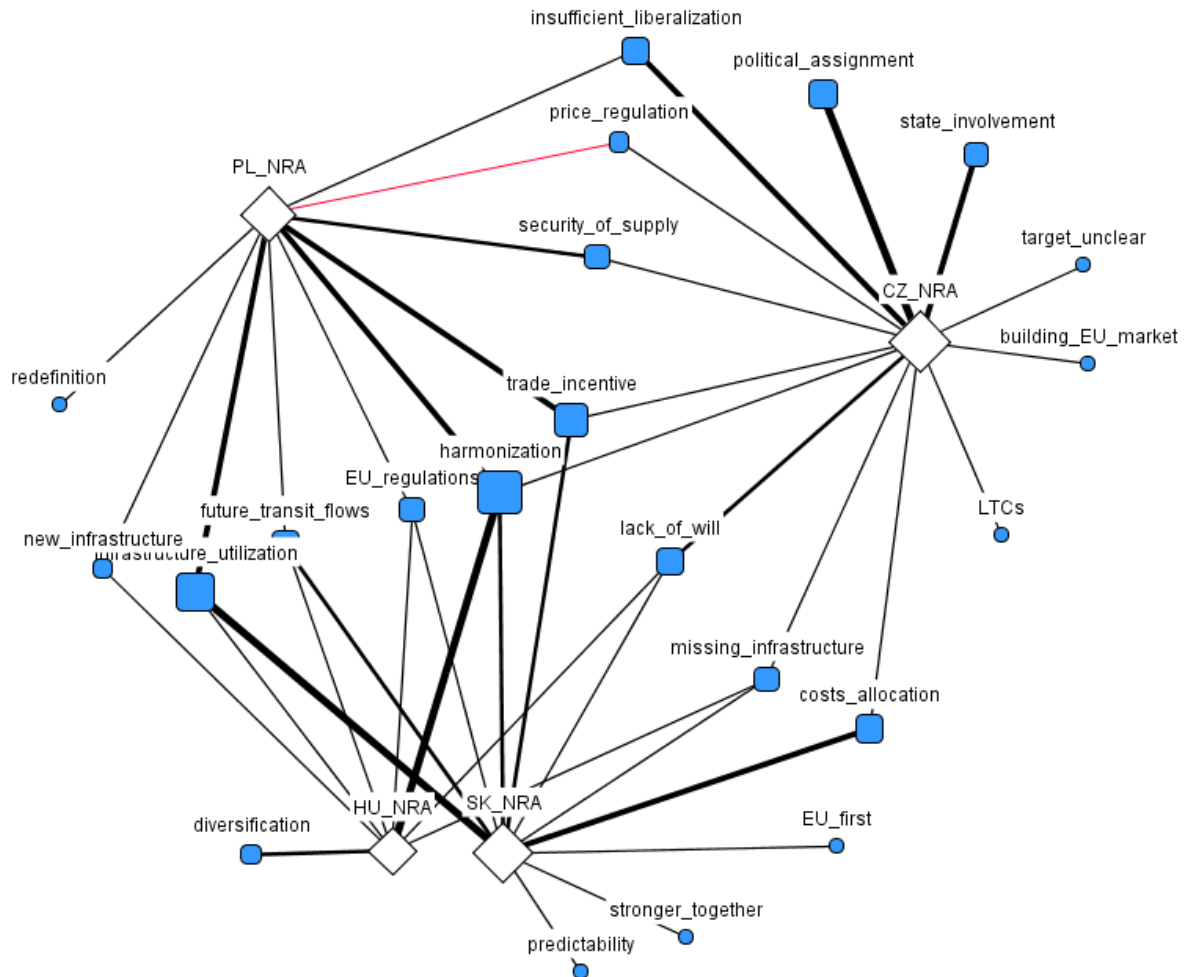 insufficient_liberalization
political_assignment
price_regulation
state_involvement
PL_NRA
security_of_supply
target_unclear
CZ_NRA
building_EU_market
redefinition
trade_incentive
harmonization
EU_regulations
LTCs
future_transit_flows
lack_of_will
new_infrastructure
infrastructure_utilization
missing_infrastructure
costs_allocation
HU_NRA
SK_NRA
diversification
EU_first
stronger_together
predictability